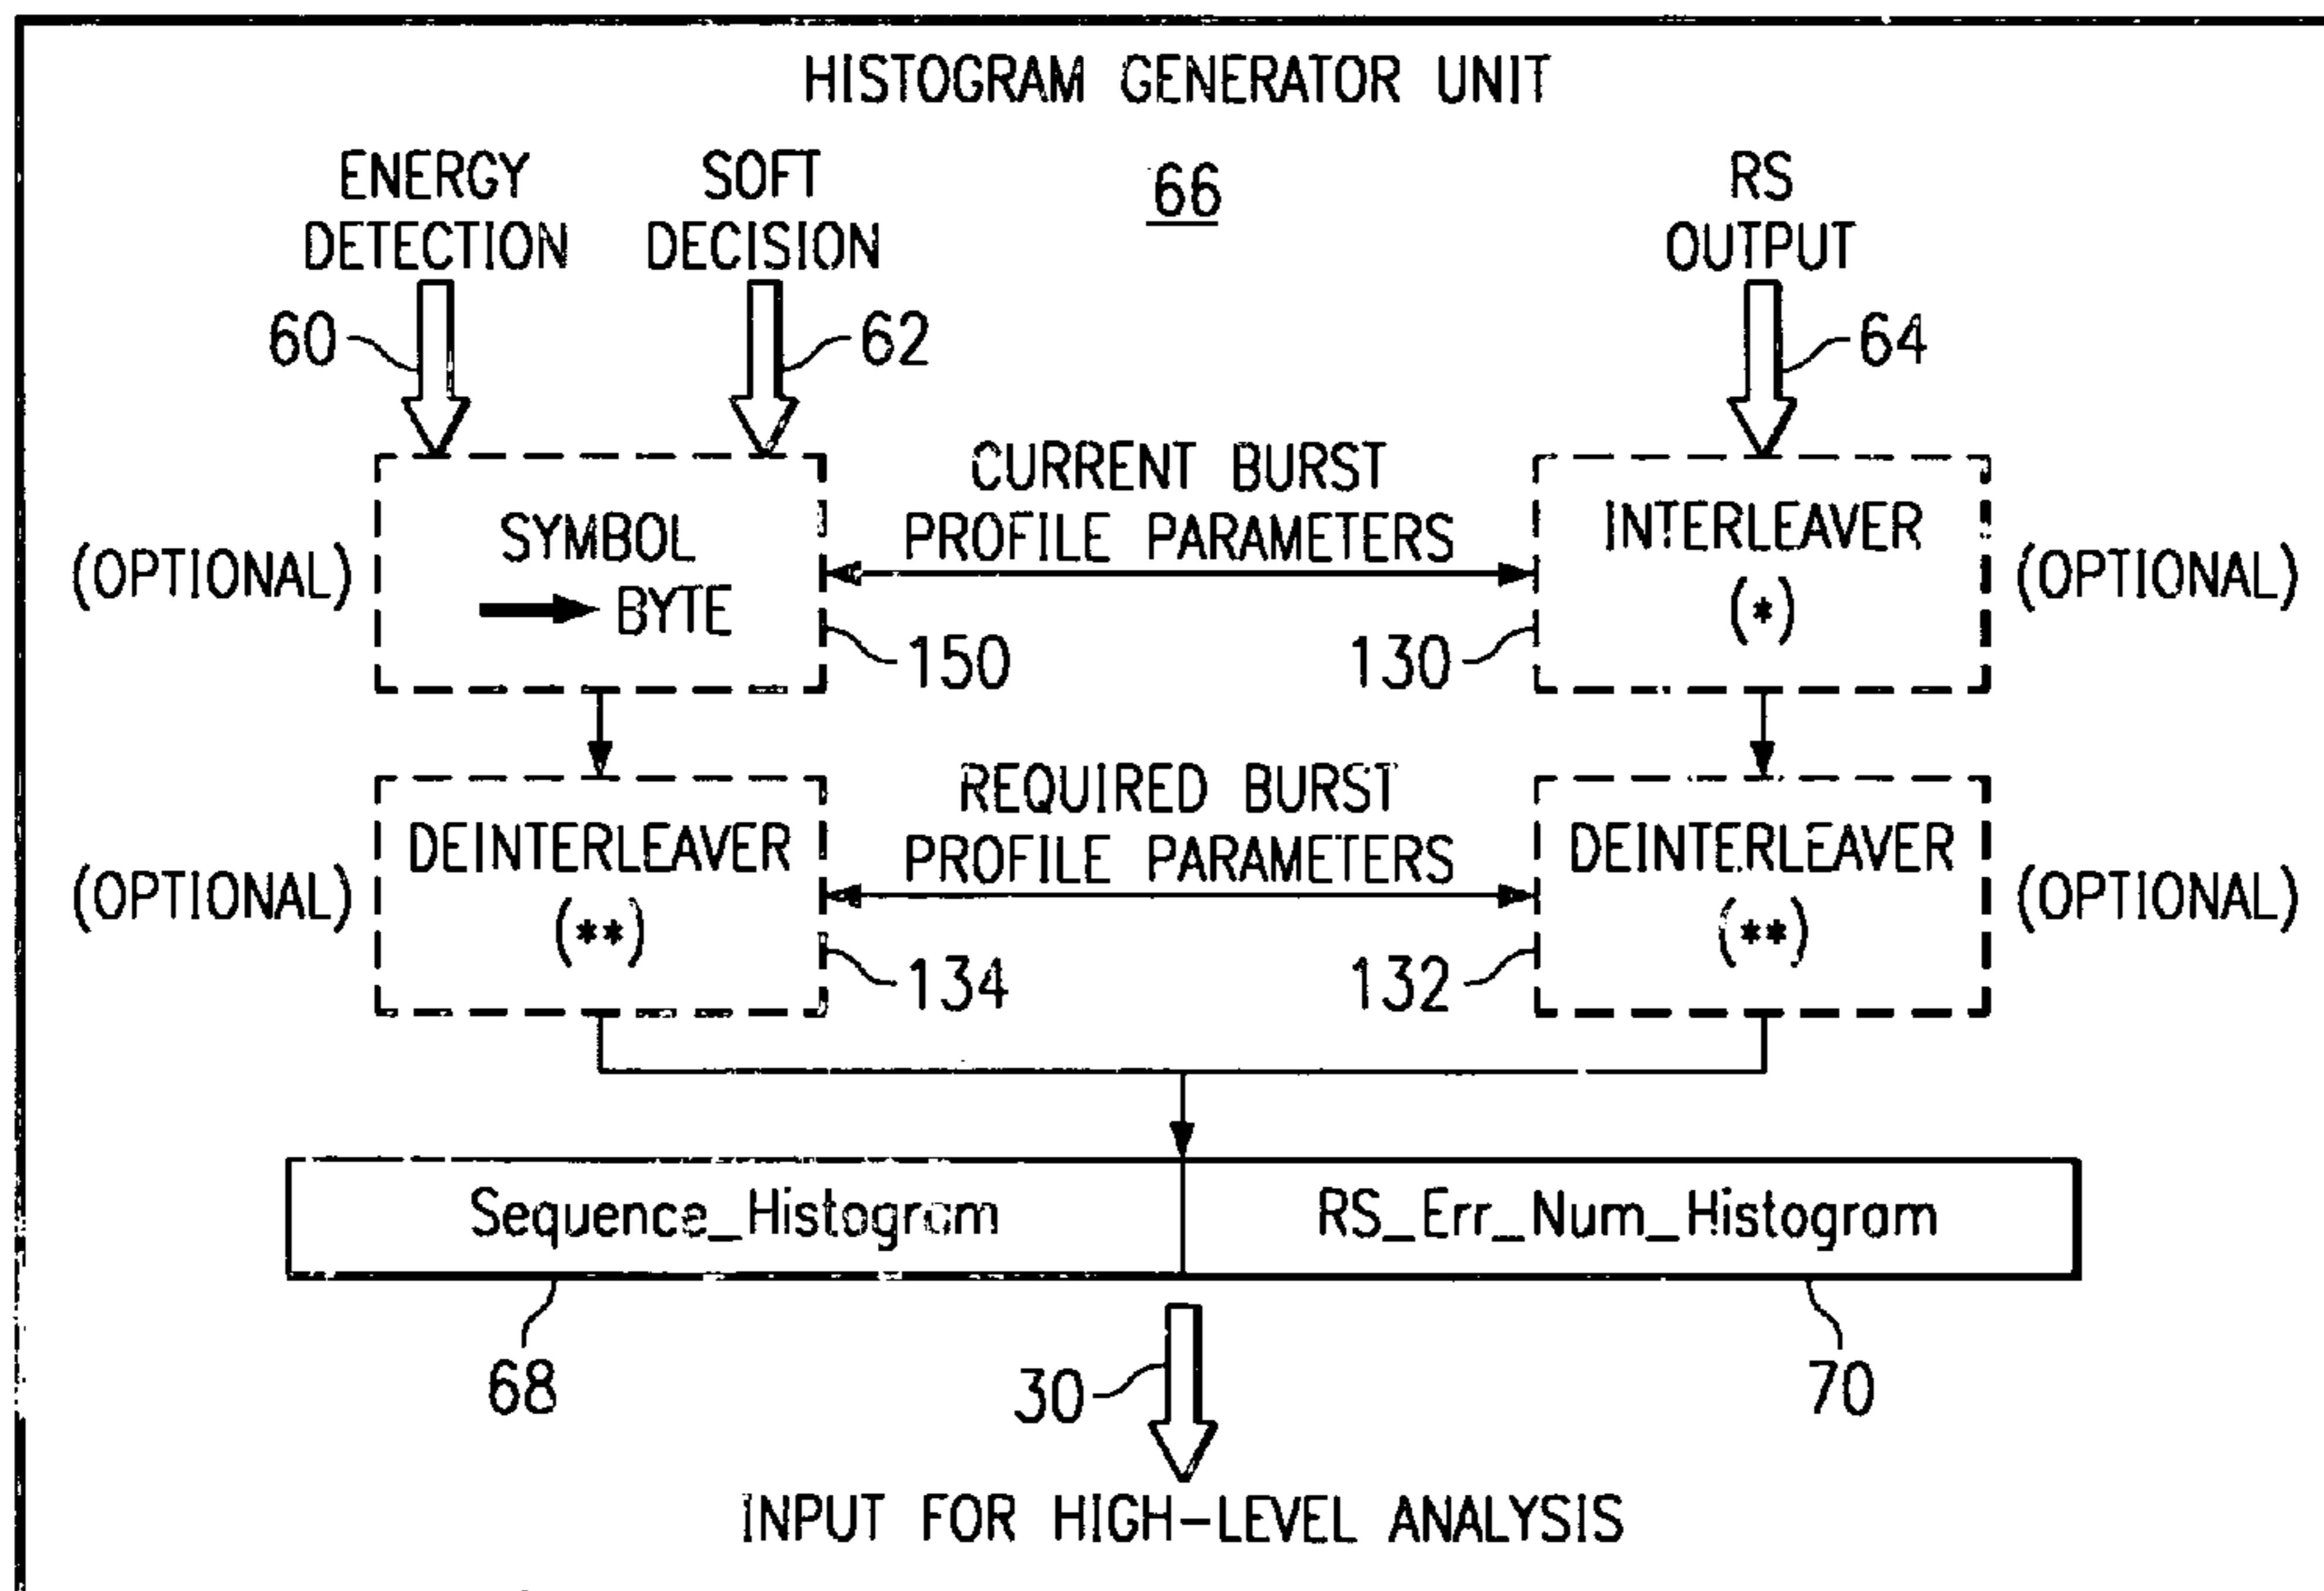 HISTOGRAM GENERATOR UNIT
ENERGY
DETECTION
SOFT
DECISION
66
RS
OUTPUT
60
62
64
(OPTIONAL)
SYMBOL
BYTE
150
CURRENT BURST
PROFILE PARAMETERS
INTERLEAVER
(*)
130
(OPTIONAL)
(OPTIONAL)
DEINTERLEAVER
(**)
134
REQUIRED BURST
PROFILE PARAMETERS
DEINTERLEAVER
(**)
132
(OPTIONAL)
Sequence_Histogram
RS_Err_Num_Histogram
68
30
70
INPUT FOR HIGH-LEVEL ANALYSIS